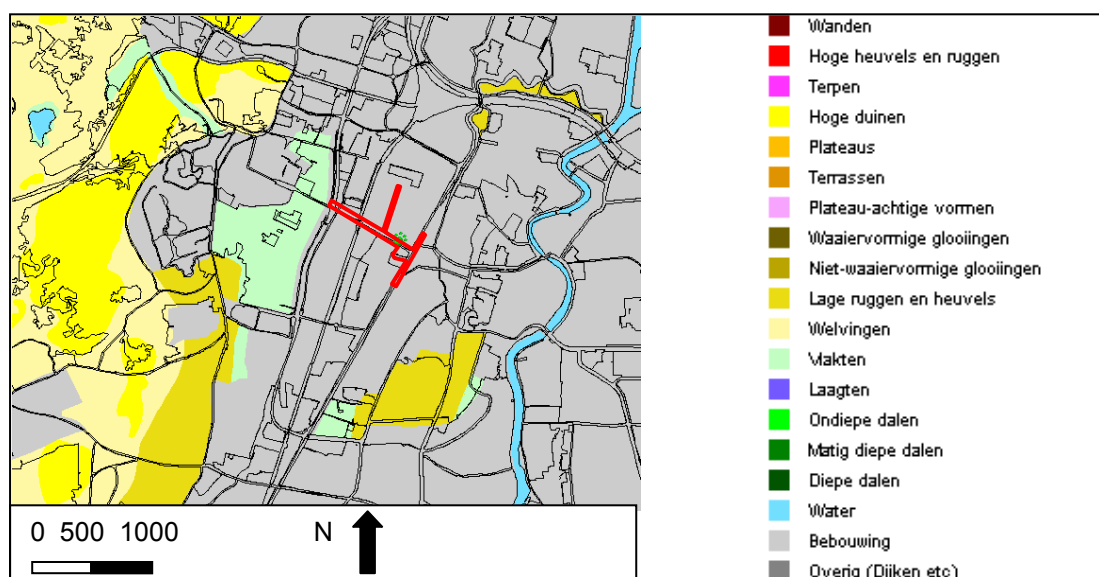 Wanden
Hoge heuvels en ruggen
Terpen
Hoge duinen
Plateaus
Terrassen
Plateau-achtige vormen
Waaiervormige glooiingen
Niet-waaiervormige glooiingen
Lage ruggen en heuvels
Welvingen
Vlakten
Laagten
Ondiepe dalen
Matig diepe dalen
Diepe dalen
Water
Bebouwing
Overig (Dijken etc)
0 500 1000 N